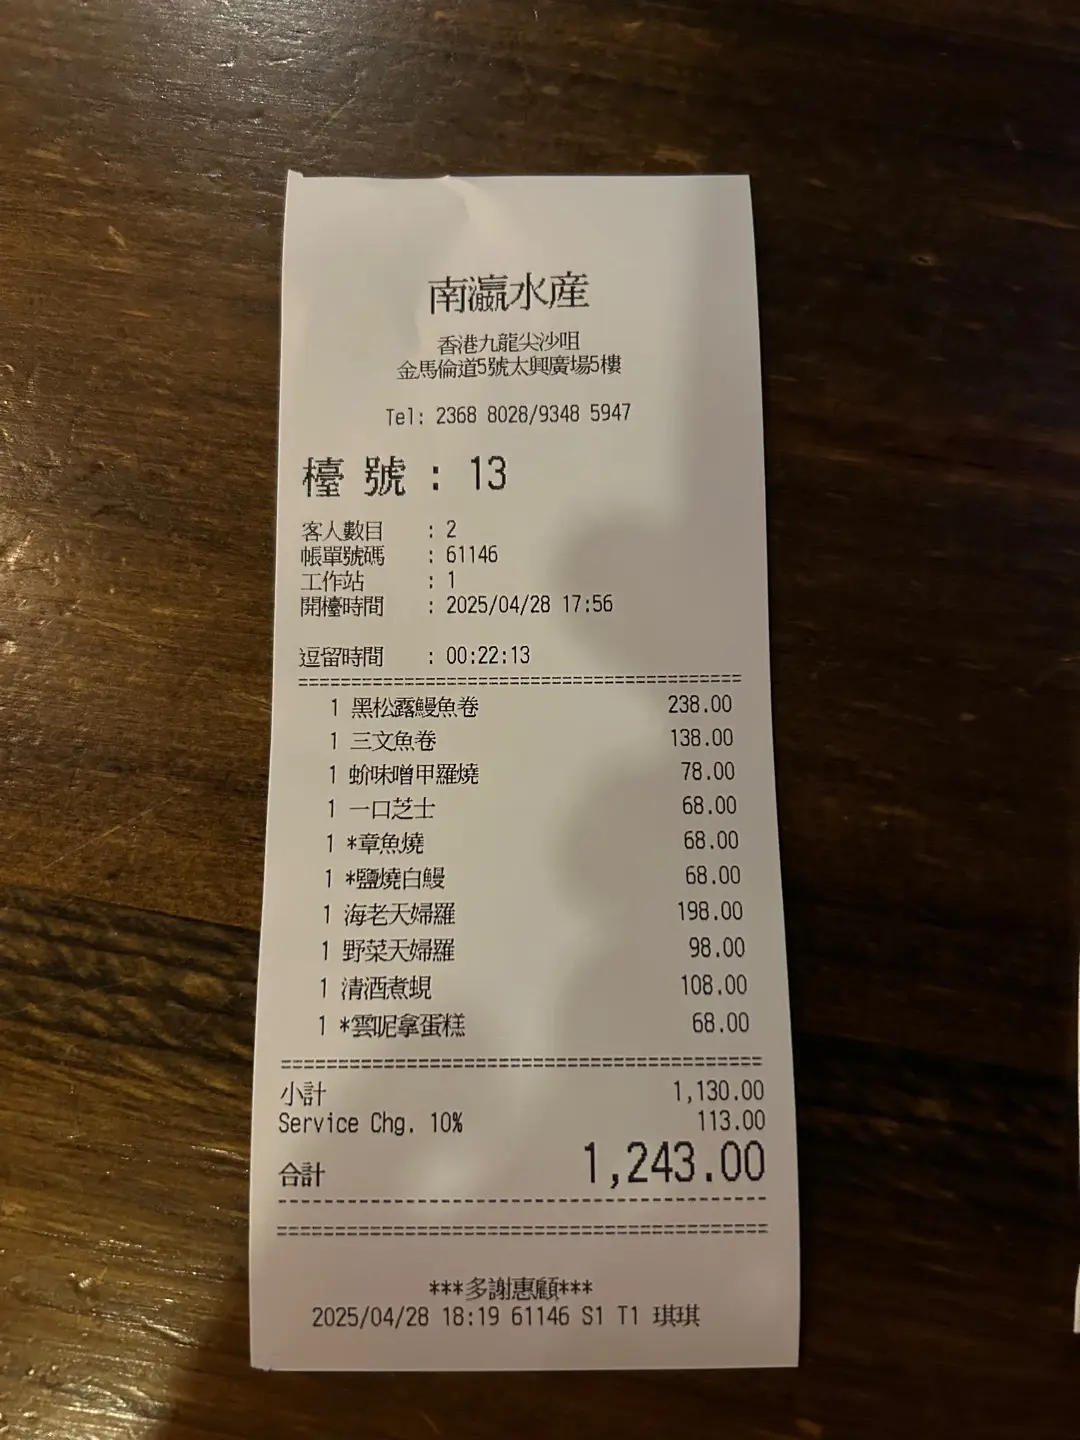 南瀛水産
香港九龍尖沙咀
金馬倫道5號太興廣場5樓
Tel: 2368 8028/9348 5947
檯 號 : 13
客人數目 : 2
帳單號碼 : 61146
工作站 : 1
開檯時間 : 2025/04/28 17:56
逗留時間 : 00:22:13
1 黑松露鰻魚卷 238.00
1 三文魚卷 138.00
1 蚧味噌甲羅燒 78.00
1 一口芝士 68.00
1 *章魚燒 68.00
1 *鹽燒白鰻 68.00
1 海老天婦羅 198.00
1 野菜天婦羅 98.00
1 清酒煮蜆 108.00
1 *雲呢拿蛋糕 68.00
小計 1,130.00
Service Chg. 10% 113.00
合計 1,243.00
***多謝惠顧***
2025/04/28 18:19 61146 S1 T1 琪琪